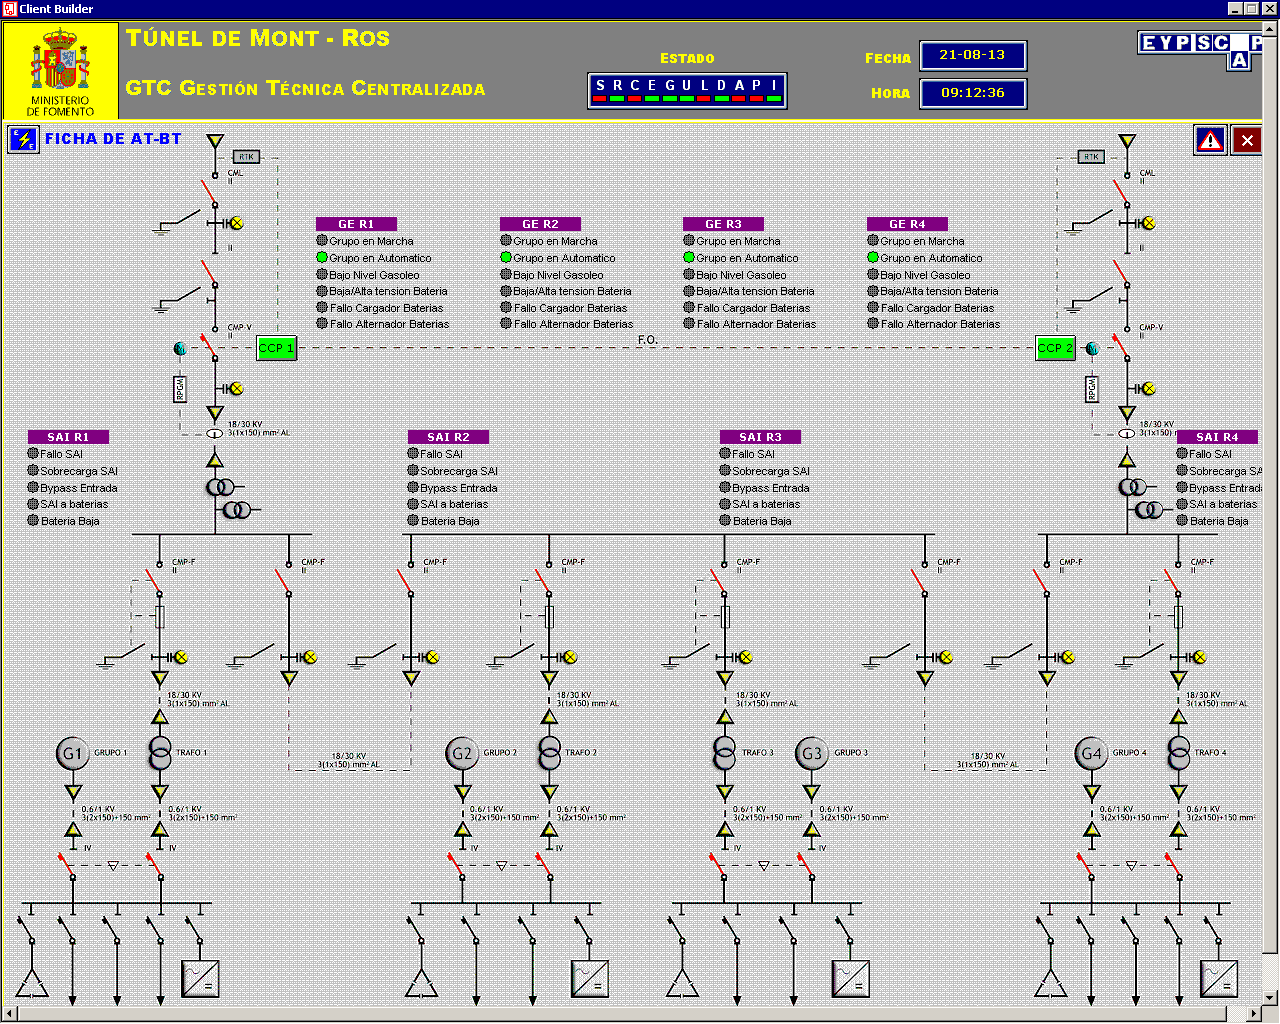 Client Builder
TÚNEL DE MONT - ROS
GTC GESTIÓN TÉCNICA CENTRALIZADA
MINISTERIO
DE FOMENTO
ESTADO
S R C E G U L D A P I
FECHA
21-08-13
HORA
09:12:36
EYPSCAP
FICHA DE AT-BT
RTK
CML
II
II
CMP-V
RTK
CML
II
II
CMP-V
GE R1
Grupo en Marcha
Grupo en Automatico
Bajo Nivel Gasoleo
Baja/Alta tension Bateria
Fallo Cargador Baterias
Fallo Alternador Baterias
GE R2
Grupo en Marcha
Grupo en Automatico
Bajo Nivel Gasoleo
Baja/Alta tension Bateria
Fallo Cargador Baterias
Fallo Alternador Baterias
GE R3
Grupo en Marcha
Grupo en Automatico
Bajo Nivel Gasoleo
Baja/Alta tension Bateria
Fallo Cargador Baterias
Fallo Alternador Baterias
GE R4
Grupo en Marcha
Grupo en Automatico
Bajo Nivel Gasoleo
Baja/Alta tension Bateria
Fallo Cargador Baterias
Fallo Alternador Baterias
CCP 1
F.O.
CCP 2
RPGM
RPGM
18/30 KV
3(1x150) mm² AL
18/30 KV
3(1x150)
SAI R1
Fallo SAI
Sobrecarga SAI
Bypass Entrada
SAI a baterias
Bateria Baja
SAI R2
Fallo SAI
Sobrecarga SAI
Bypass Entrada
SAI a baterias
Bateria Baja
SAI R3
Fallo SAI
Sobrecarga SAI
Bypass Entrada
SAI a baterias
Bateria Baja
SAI R4
Fallo SAI
Sobrecarga SAI
Bypass Entrada
SAI a baterias
Bateria Baja
CMP-F
II
CMP-F
II
CMP-F
II
CMP-F
II
CMP-F
II
CMP-F
II
CMP-F
II
CMP-F
II
18/30 KV
3(1x150) mm² AL
18/30 KV
3(1x150) mm² AL
18/30 KV
3(1x150) mm² AL
18/30 KV
3(1x150) mm² AL
G1 GRUPO 1
TRAFO 1
18/30 KV
3(1x150) mm² AL
G2 GRUPO 2
TRAFO 2
TRAFO 3
G3 GRUPO 3
18/30 KV
3(1x150) mm² AL
G4 GRUPO 4
TRAFO 4
0.6/1 KV
3(2x150)+150 mm²
0.6/1 KV
3(2x150)+150 mm²
0.6/1 KV
3(2x150)+150 mm²
0.6/1 KV
3(2x150)+150 mm²
0.6/1 KV
3(2x150)+150 mm²
0.6/1 KV
3(2x150)+150 mm²
0.6/1 KV
3(2x150)+150 mm²
0.6/1 KV
3(2x150)+150 mm²
IV
IV
IV
IV
IV
IV
IV
IV